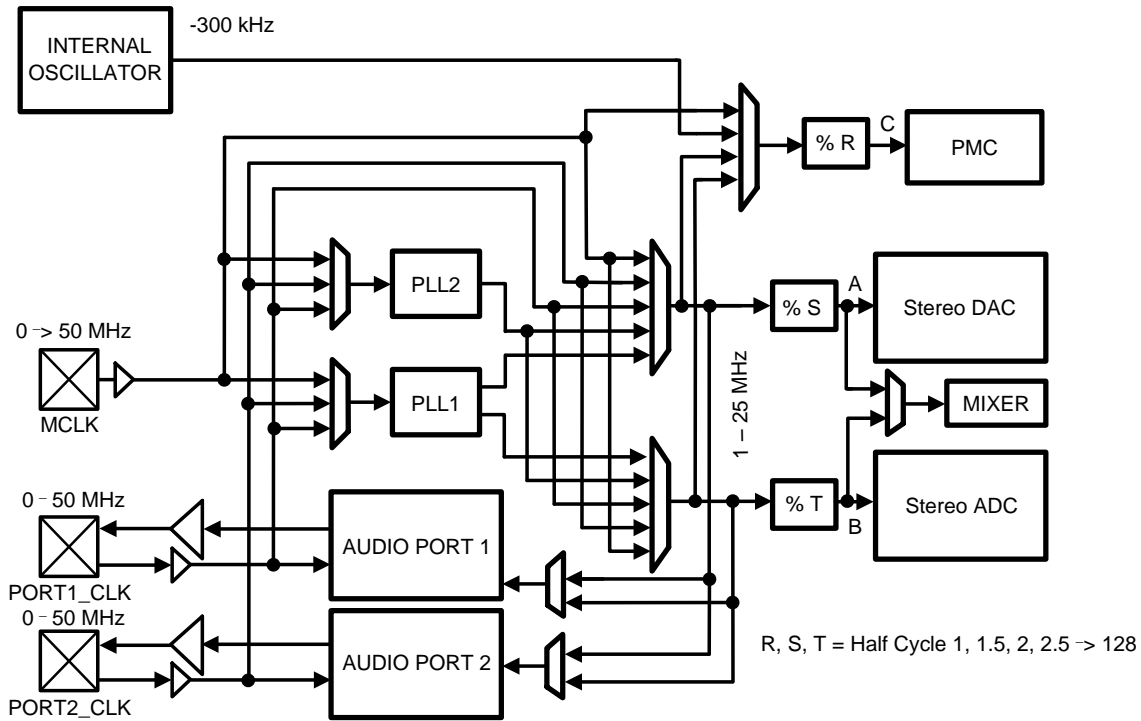 -300 kHz
INTERNAL
OSCILLATOR
C
% R
PMC
PLL2
A
% S
Stereo DAC
0 –> 50 MHz
PLL1
MCLK
1 – 25 MHz
MIXER
0 – 50 MHz
% T
Stereo ADC
B
AUDIO PORT 1
PORT1_CLK
0 – 50 MHz
AUDIO PORT 2
R, S, T = Half Cycle 1, 1.5, 2, 2.5 –> 128
PORT2_CLK